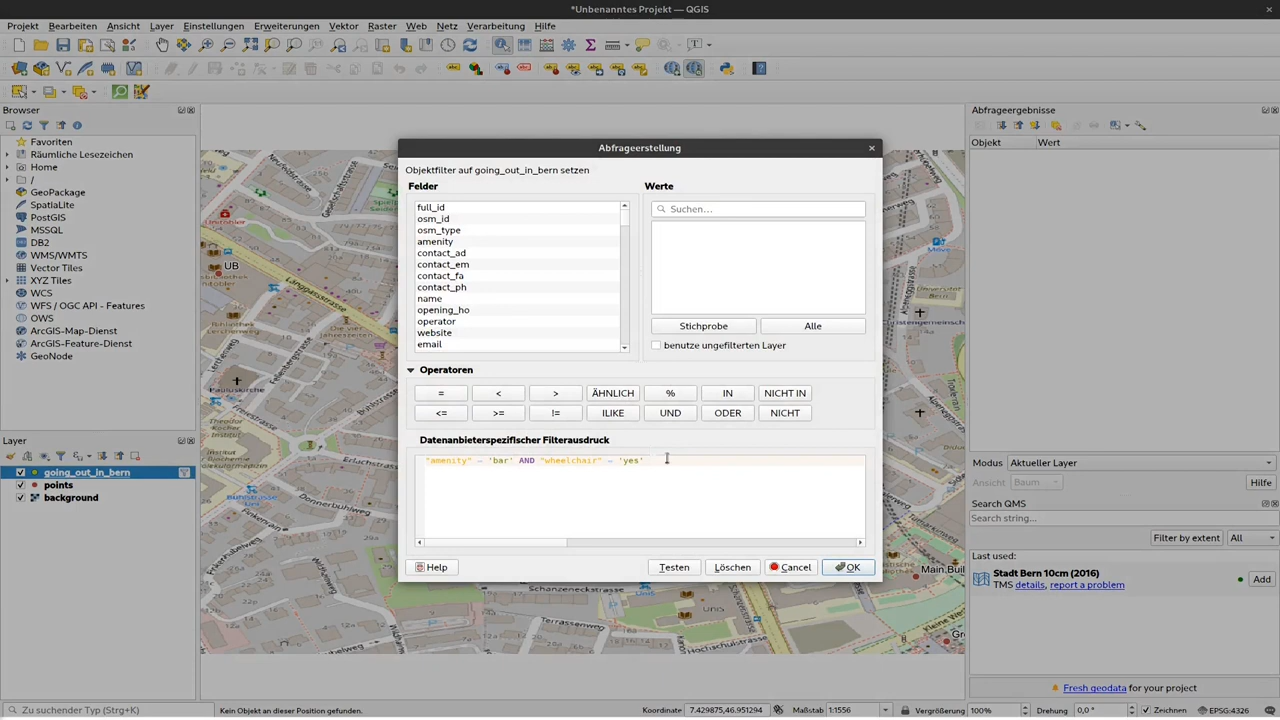 *Unbenanntes Projekt — QGIS
Projekt Bearbeiten Ansicht Layer Einstellungen Erweiterungen Vektor Raster Web Netz Verarbeitung Hilfe
Browser
Favoriten
Räumliche Lesezeichen
Home
/
GeoPackage
SpatiaLite
PostGIS
MSSQL
DB2
WMS/WMTS
Vector Tiles
XYZ Tiles
WCS
WFS / OGC API - Features
OWS
ArcGIS-Map-Dienst
ArcGIS-Feature-Dienst
GeoNode
Layer
going_out_in_bern
points
background
Abfrageerstellung
Objektfilter auf going_out_in_bern setzen
Felder
full_id
osm_id
osm_type
amenity
contact_ad
contact_em
contact_fa
contact_ph
name
opening_ho
operator
website
email
Werte
Suchen...
Stichprobe Alle
benutze ungefilterten Layer
Operatoren
= < > ÄHNLICH % IN NICHT IN
<= >= != ILIKE UND ODER NICHT
Datenanbieterspezifischer Filterausdruck
"amenity" = 'bar' AND "wheelchair" = 'yes'
Help Testen Löschen Cancel OK
UB
Länggassstrasse
Pauluskirche
Erlachstrasse
Uni5
Move
Main.Bui
Abfrageergebnisse
Objekt Wert
Modus Aktueller Layer
Ansicht Baum Hilfe
Search QMS
Search string...
Filter by extent All
Last used:
Stadt Bern 10cm (2016)
TMS details, report a problem
Add
Fresh geodata for your project
Zu suchender Typ (Strg+K) Kein Objekt an dieser Position gefunden. Koordinate 7.429875,46.951294 Maßstab 1:1556 Vergrößerung 100% Drehung 0,0 ° Zeichnen EPSG:4326